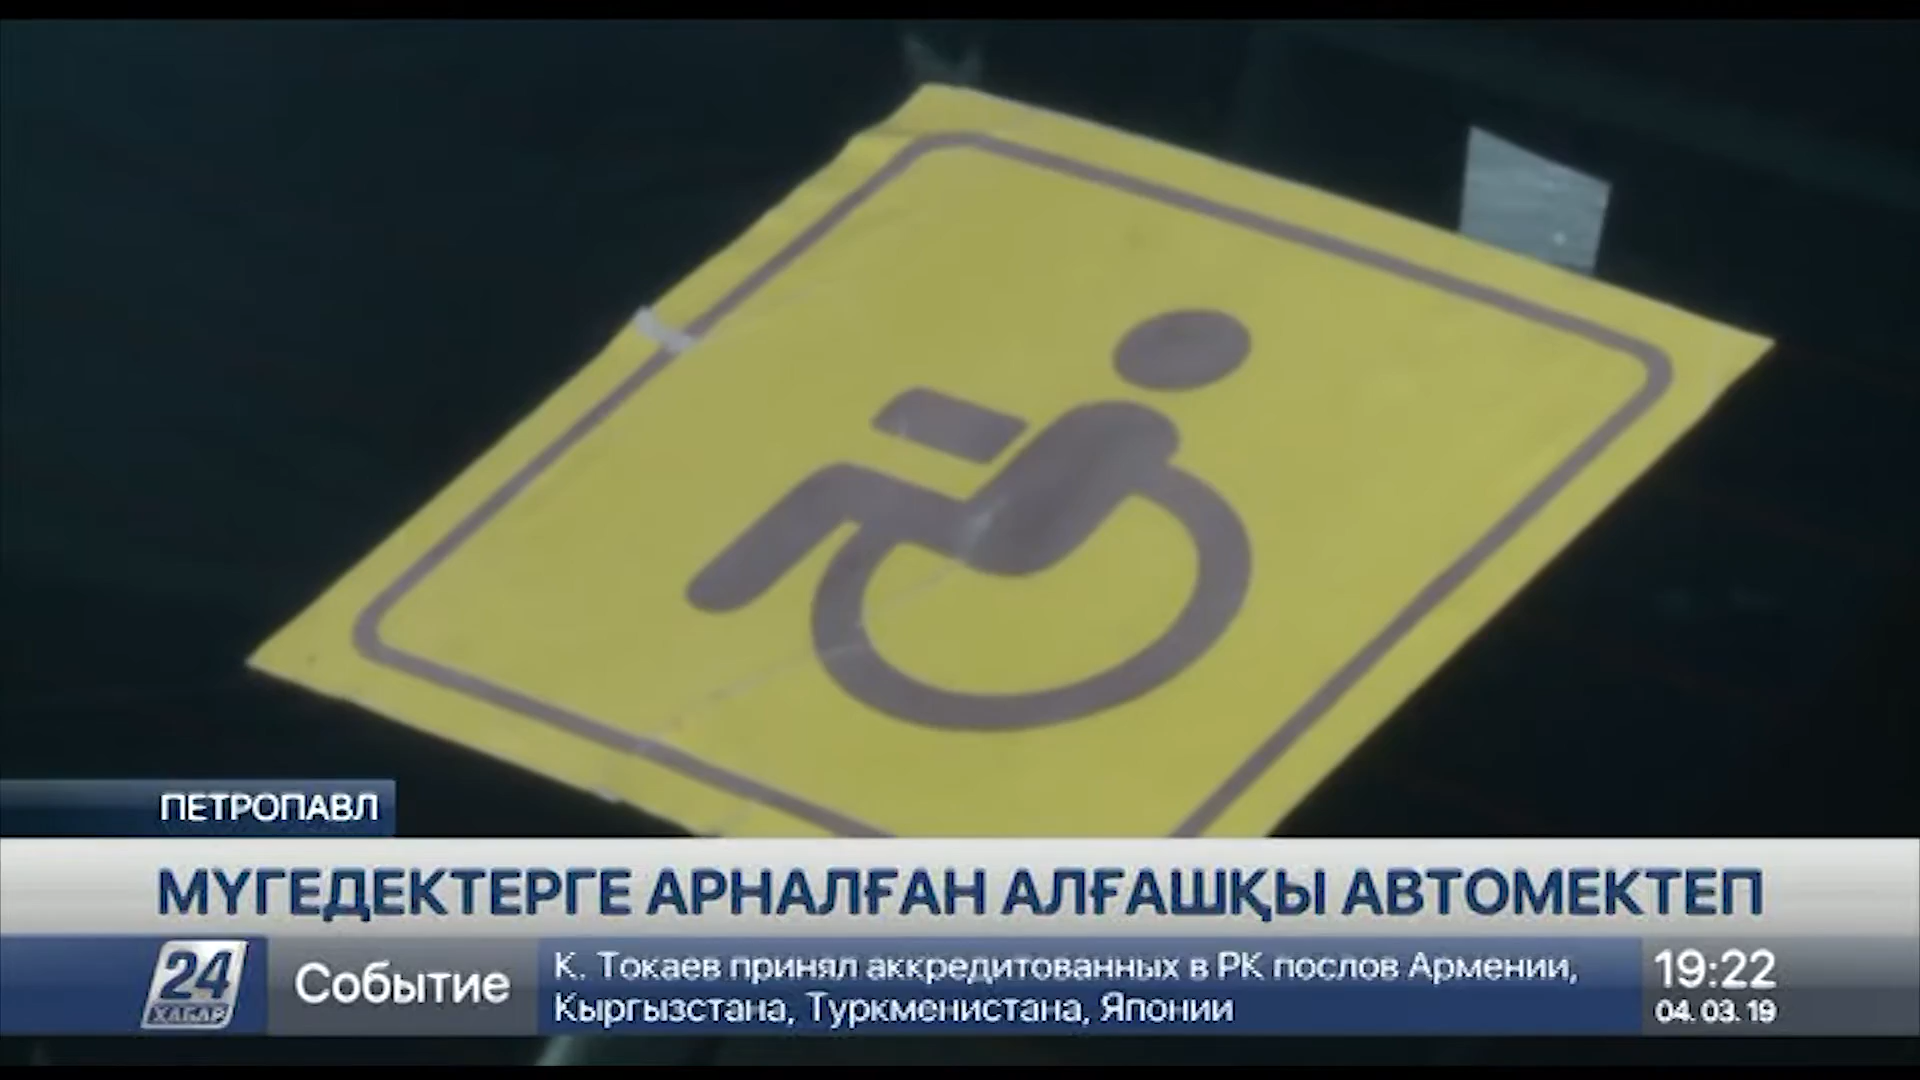 ПЕТРОПАВЛ
МҮГЕДЕКТЕРГЕ АРНАЛҒАН АЛҒАШҚЫ АВТОМЕКТЕП
24
ХАБАР
Событие
К. Токаев принял аккредитованных в РК послов Армении,
Кыргызстана, Туркменистана, Японии
19:22
04. 03. 19